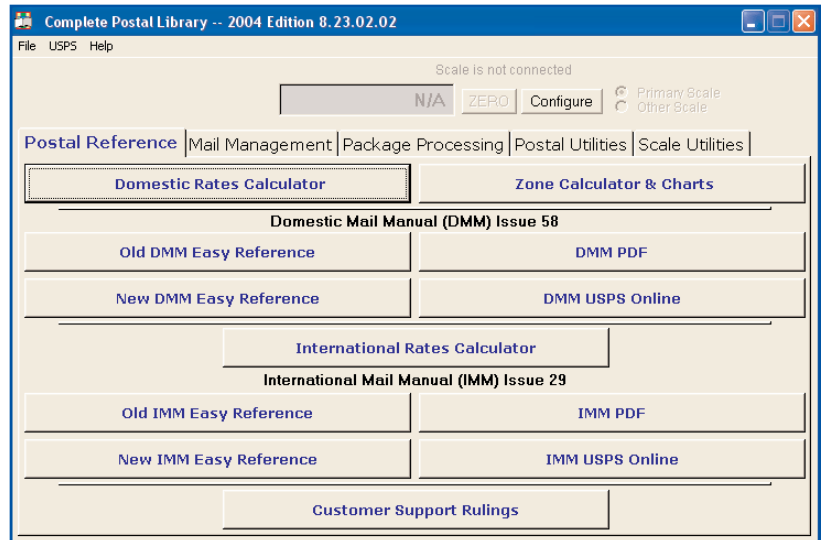 Complete Postal Library -- 2004 Edition 8.23.02.02
File USPS Help
Scale is not connected
N/A ZERO Configure Primary Scale
Other Scale
Postal Reference Mail Management Package Processing Postal Utilities Scale Utilities
Domestic Rates Calculator Zone Calculator & Charts
Domestic Mail Manual (DMM) Issue 58
Old DMM Easy Reference DMM PDF
New DMM Easy Reference DMM USPS Online
International Rates Calculator
International Mail Manual (IMM) Issue 29
Old IMM Easy Reference IMM PDF
New IMM Easy Reference IMM USPS Online
Customer Support Rulings